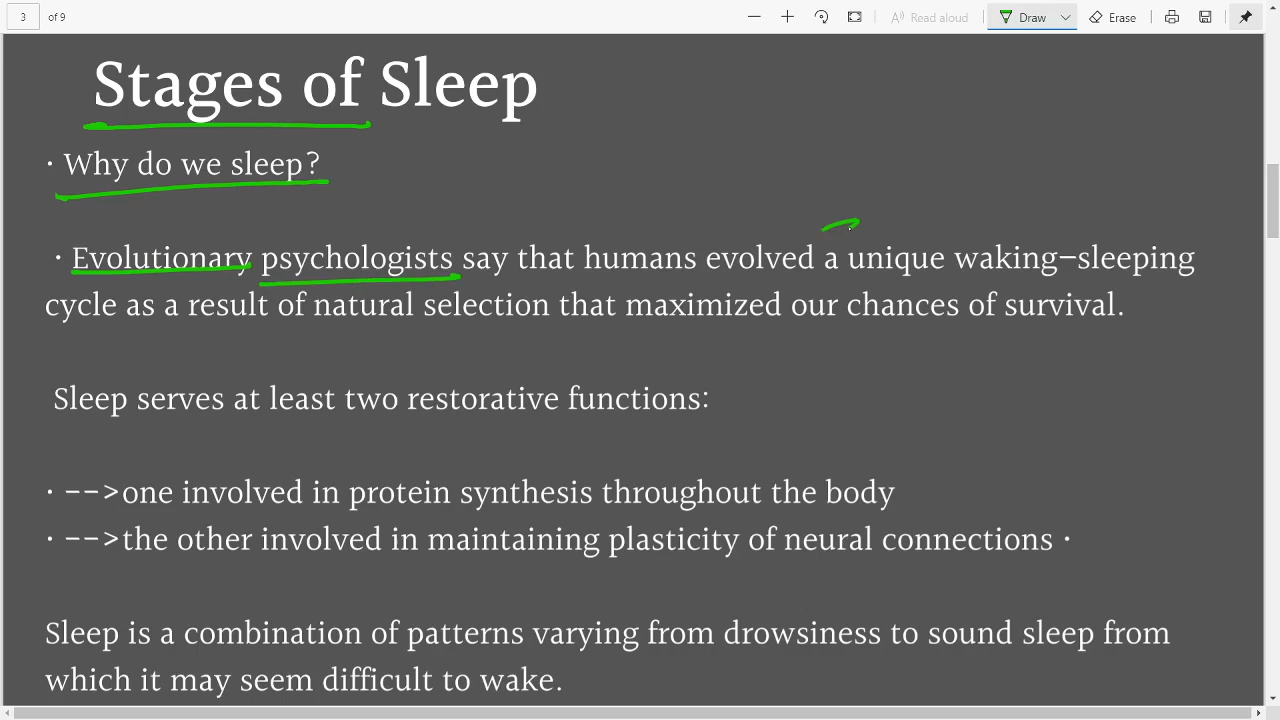 3 of 9 Read aloud Draw Erase
Stages of Sleep
· Why do we sleep?
· Evolutionary psychologists say that humans evolved a unique waking-sleeping
cycle as a result of natural selection that maximized our chances of survival.
Sleep serves at least two restorative functions:
· -->one involved in protein synthesis throughout the body
· -->the other involved in maintaining plasticity of neural connections ·
Sleep is a combination of patterns varying from drowsiness to sound sleep from
which it may seem difficult to wake.